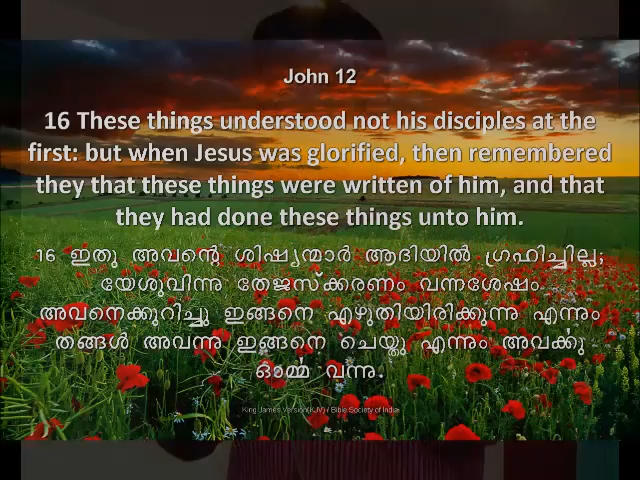 John 12
16 These things understood not his disciples at the
first: but when Jesus was glorified, then remembered
they that these things were written of him, and that
they had done these things unto him.
16 ഇതു അവന്റെ ശിഷ്യന്മാർ ആദിയിൽ ഗ്രഹിച്ചില്ല;
യേശുവിന്നു തേജസ്ക്കരണം വന്നശേഷം
അവനെക്കുറിച്ചു ഇങ്ങനെ എഴുതിയിരിക്കുന്നു എന്നും
തങ്ങൾ അവന്നു ഇങ്ങനെ ചെയ്തു എന്നും അവർക്കു
ഓർമ്മ വന്നു.
King James Version(KJV) / Bible Society of India